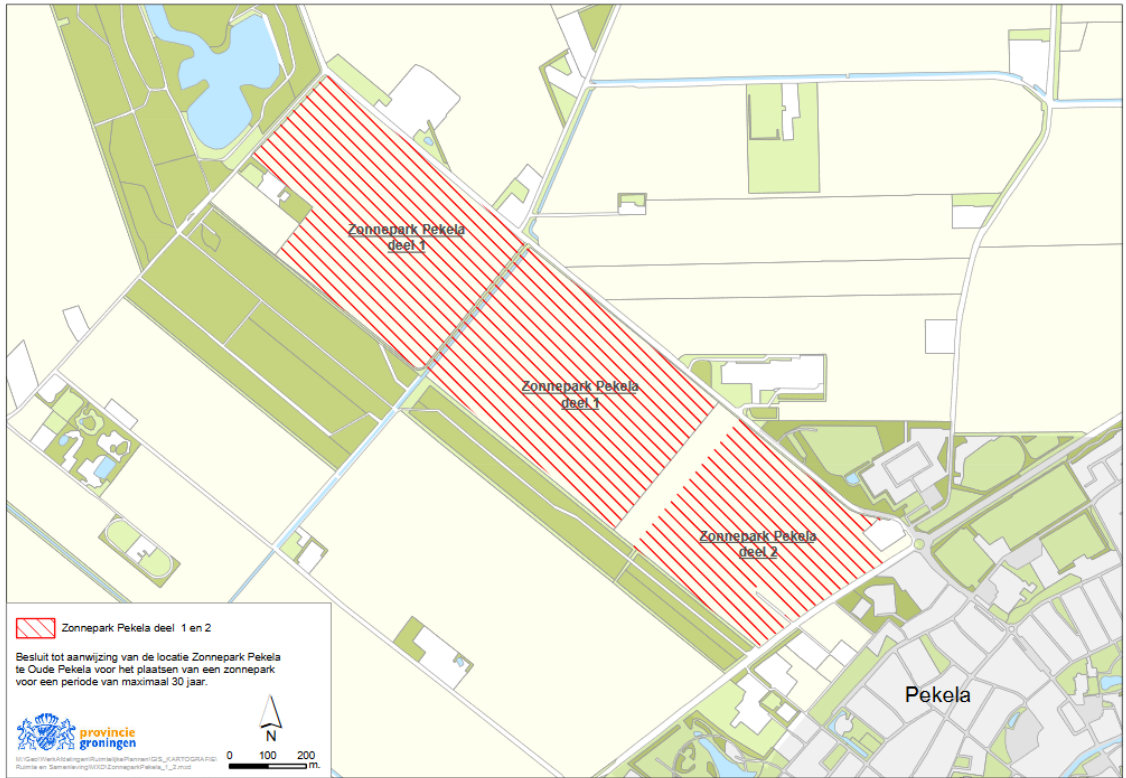 Zonnepark Pekela
deel 1
Zonnepark Pekela
deel 1
Zonnepark Pekela
deel 2
Pekela
Zonnepark Pekela deel 1 en 2
Besluit tot aanwijzing van de locatie Zonnepark Pekela
te Oude Pekela voor het plaatsen van een zonnepark
voor een periode van maximaal 30 jaar.
provincie
groningen
N
0 100 200
m.